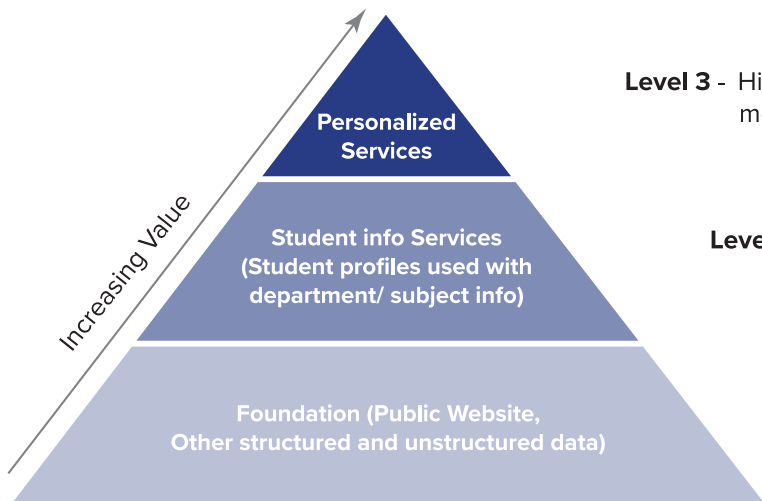 Level 3 - Hi
Personalized
Services
Increasing Value
Student info Services
(Student profiles used with
department/ subject info)
Foundation (Public Website,
Other structured and unstructured data)